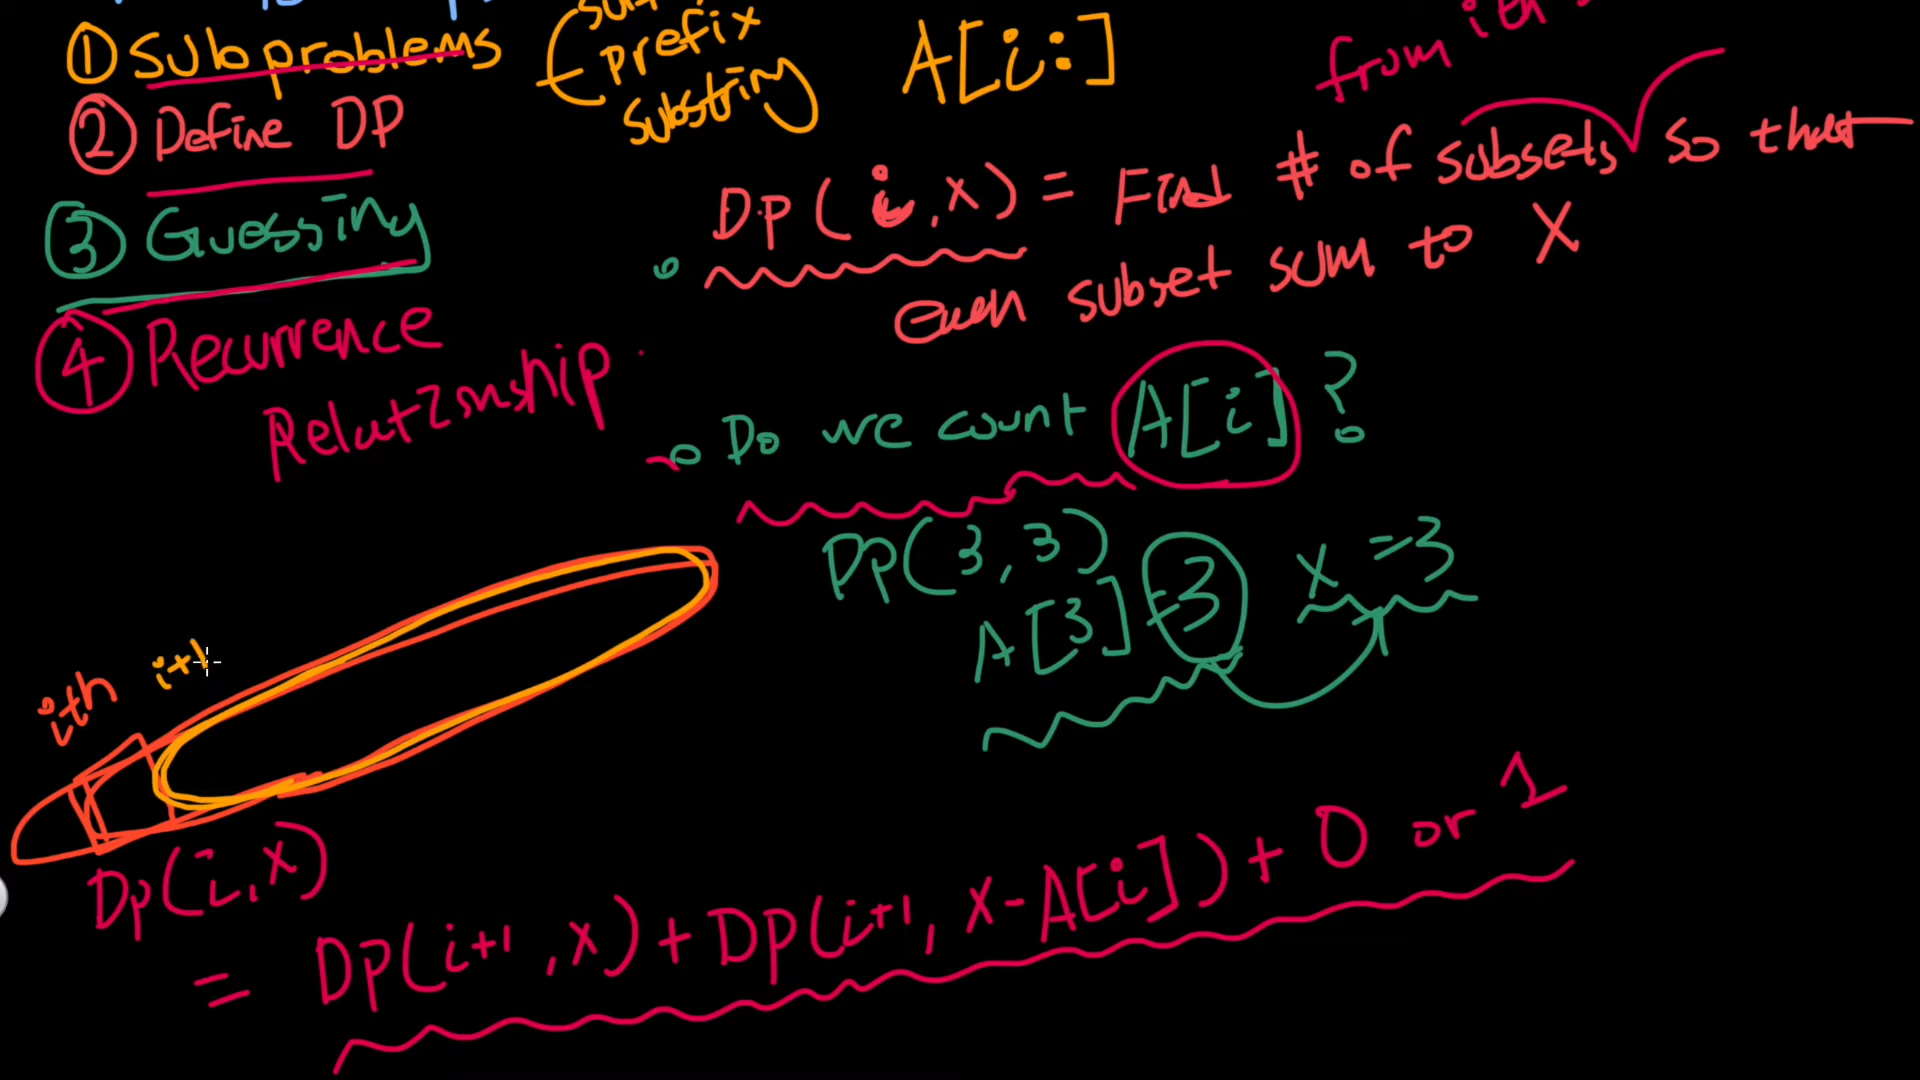 ① Subproblems
prefix
substring
A[i:]
② Define DP
from ith
DP(i,x) = Find # of subsets so that
each subset sum to X
③ Guessing
④ Recurrence
Relationship
Do we count A[i]?
DP(3,3)
A[3]=3 x=3
ith i+1
Dp(i,x)
= DP(i+1,x)+DP(i+1, x-A[i])+0 or 1